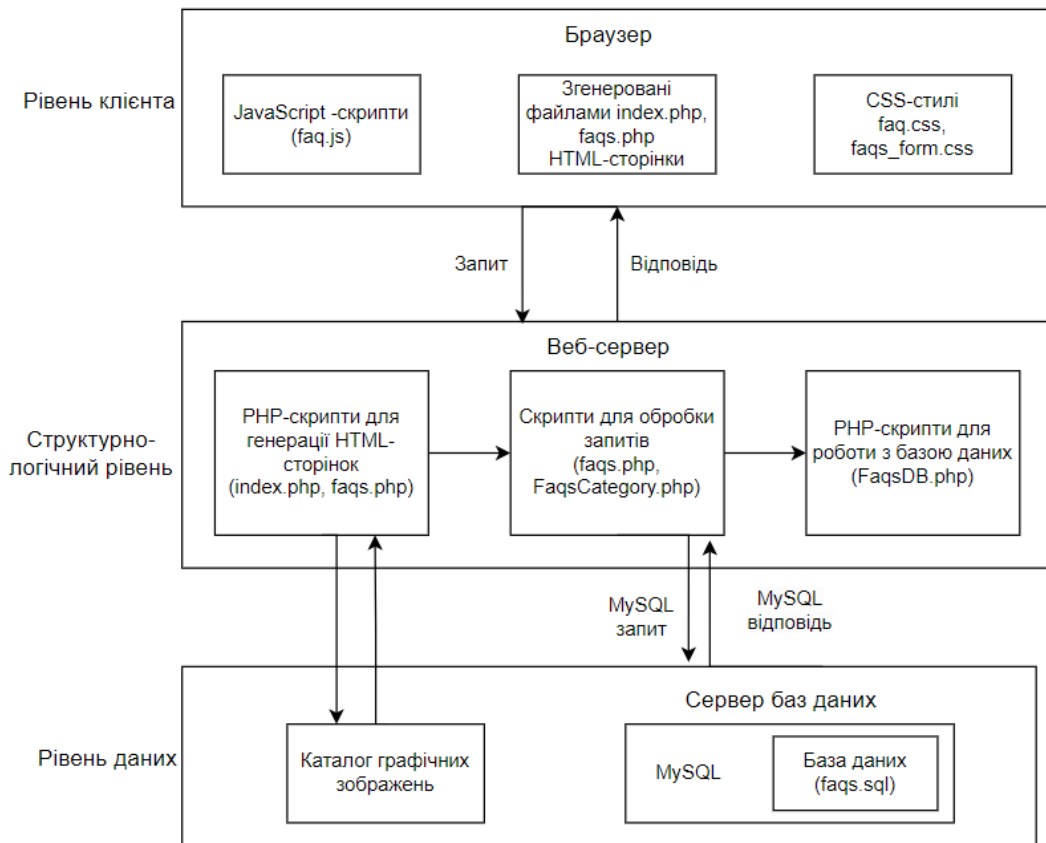 Браузер
Рівень клієнта
JavaScript -скрипти
(faq.js)
Згенеровані
файлами index.php,
faqs.php
HTML-сторінки
CSS-стилі
faq.css,
faqs_form.css
Запит
Відповідь
Веб-сервер
Структурно-
логічний рівень
PHP-скрипти для
генерації HTML-
сторінок
(index.php, faqs.php)
Скрипти для обробки
запитів
(faqs.php,
FaqsCategory.php)
PHP-скрипти для
роботи з базою даних
(FaqsDB.php)
MySQL
запит
MySQL
відповідь
Сервер баз даних
Рівень даних
Каталог графічних
зображень
MySQL
База даних
(faqs.sql)